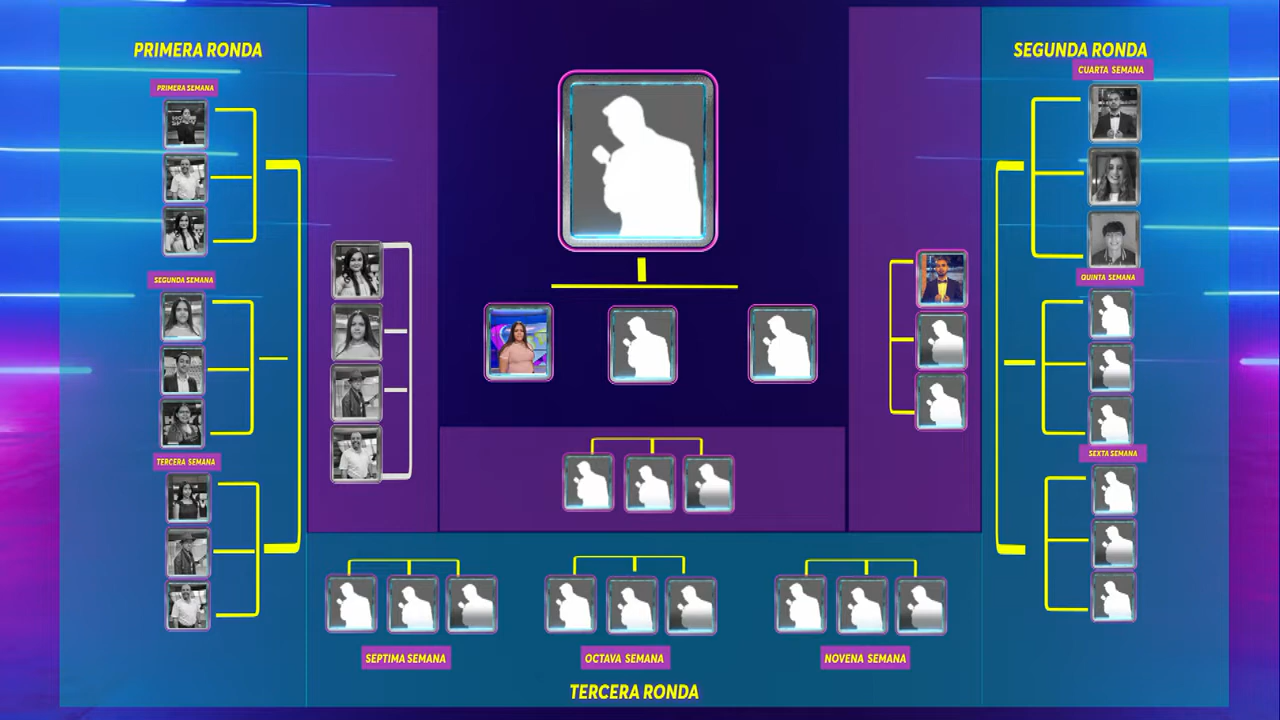 PRIMERA RONDA
PRIMERA SEMANA
SEGUNDA SEMANA
TERCERA SEMANA
SEGUNDA RONDA
CUARTA SEMANA
QUINTA SEMANA
SEXTA SEMANA
SEPTIMA SEMANA
OCTAVA SEMANA
NOVENA SEMANA
TERCERA RONDA